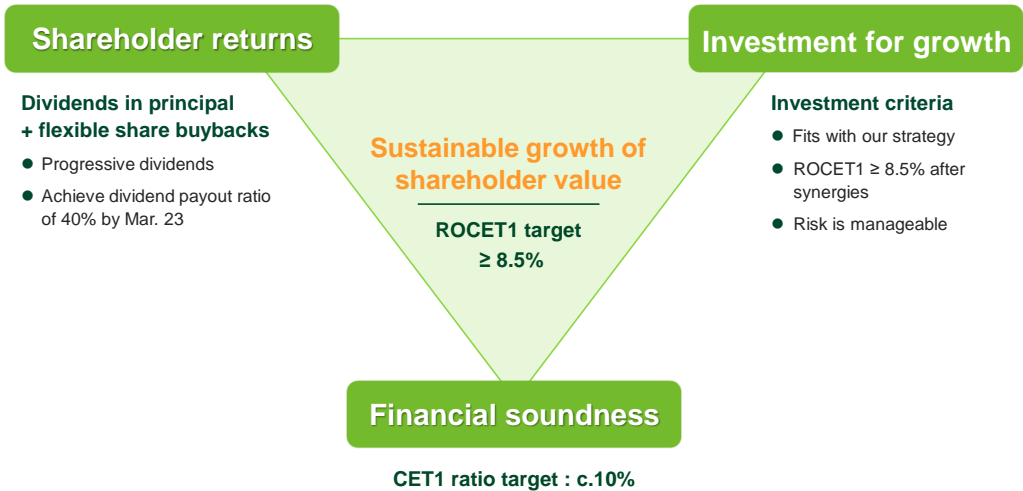 Shareholder returns
Dividends in principal
+ flexible share buybacks
● Progressive dividends
● Achieve dividend payout ratio
of 40% by Mar. 23
Sustainable growth of
shareholder value
ROCET1 target
≥ 8.5%
Investment for growth
Investment criteria
● Fits with our strategy
● ROCET1 ≥ 8.5% after
synergies
● Risk is manageable
Financial soundness
CET1 ratio target : c.10%